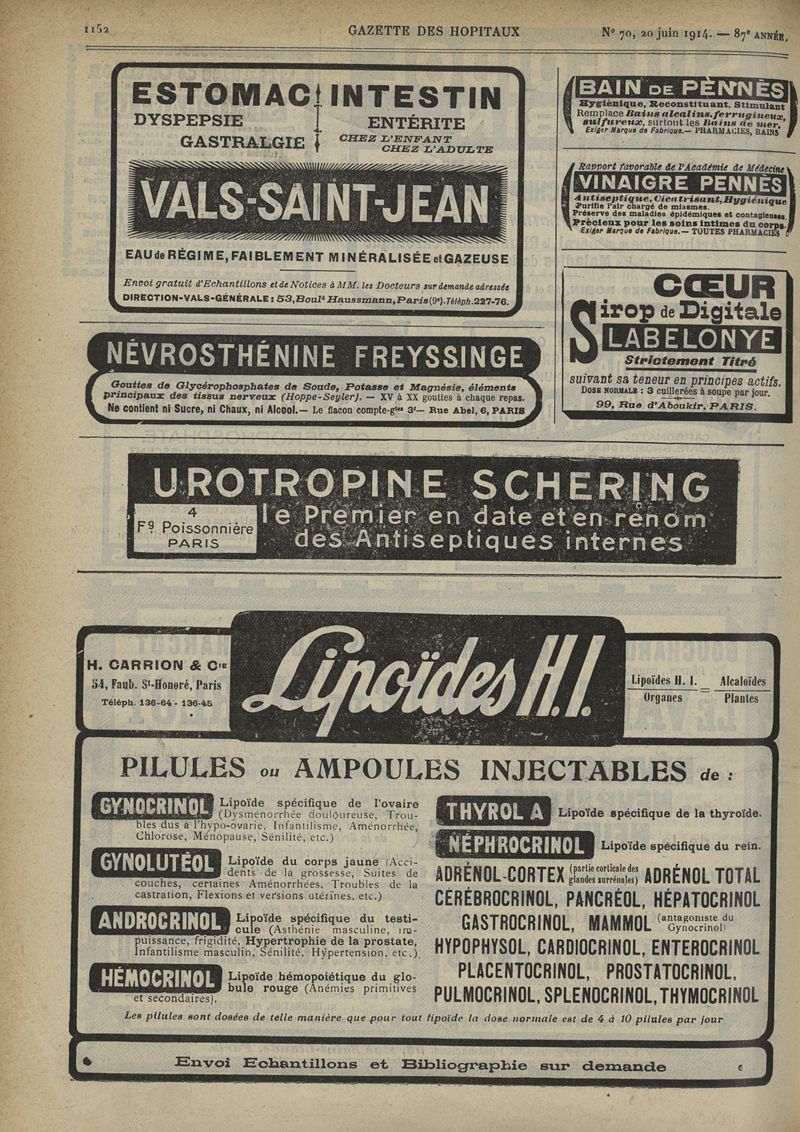 1152
GAZETTE DES HOPITAUX
N° 70, 20 juin 1914. — 87e ANNÉE.
ESTOMAC INTESTIN
DYSPEPSIE
GASTRALGIE
ENTÉRITE
CHEZ L'ENFANT
CHEZ L'ADULTE
VALS-SAINT-JEAN
EAU de RÉGIME, FAIBLEMENT MINÉRALISÉE et GAZEUSE
Envoi gratuit d'Echantillons et de Notices à MM. les Docteurs sur demande adressée
DIRECTION-VALS-GÉNÉRALE: 53, Bould Haussmann, Paris (9e). Téléph. 227-76.
BAIN DE PENNÈS
Hygiénique, Reconstituant, Stimulant
Remplace Bains alcalins, ferrugineux,
sulfureux, surtout les Bains de mer.
Exiger Marque de Fabrique. — PHARMACIES, BAINS
Rapport favorable de l'Académie de Médecine
VINAIGRE PENNÈS
Antiseptique, Cicatrisant, Hygiénique
Purifie l'air chargé de miasmes.
Préserve des maladies épidémiques et contagieuses
Précieux pour les soins intimes du corps.
Exiger Marque de Fabrique. — TOUTES PHARMACIES
CŒUR
Sirop de Digitale
LABELONYE
Strictement Titré
suivant sa teneur en principes actifs.
DOSE NORMALE : 3 cuillerées à soupe par jour.
99, Rue d'Aboukir, PARIS.
NÉVROSTHÉNINE FREYSSINGE
Gouttes de Glycérophosphates de Soude, Potasse et Magnésie, éléments
principaux des tissus nerveux (Hoppe-Seyler). — XV à XX gouttes à chaque repas.
Ne contient ni Sucre, ni Chaux, ni Alcool. — Le flacon compte-gttes 3f — Rue Abel, 6, PARIS
UROTROPINE SCHERING
4
Fg Poissonnière
PARIS
le Premier en date et en renom
des Antiseptiques internes
H. CARRION & Cie
54, Faub. St-Honoré, Paris
Téléph. 136-64 - 136-45
Lipoïdes H.I.
Lipoïdes H. I. = Alcaloïdes
Organes Plantes
PILULES ou AMPOULES INJECTABLES de :
GYNOCRINOL Lipoïde spécifique de l'ovaire
(Dysménorrhée douloureuse, Trou-
bles dus à l'hypo-ovarie, Infantilisme, Aménorrhée,
Chlorose, Ménopause, Sénilité, etc.)
GYNOLUTÉOL Lipoïde du corps jaune (Acci-
dents de la grossesse, Suites de
couches, certaines Aménorrhées, Troubles de la
castration, Flexions et versions utérines, etc.)
ANDROCRINOL Lipoïde spécifique du testi-
cule (Asthénie masculine, im-
puissance, frigidité, Hypertrophie de la prostate,
Infantilisme masculin, Sénilité, Hypertension, etc.)
HÉMOCRINOL Lipoïde hémopoiétique du glo-
bule rouge (Anémies primitives
et secondaires).
THYROL A Lipoïde spécifique de la thyroïde.
NÉPHROCRINOL Lipoïde spécifique du rein.
ADRÉNOL-CORTEX (partie corticale des glandes surrénales) ADRÉNOL TOTAL
CÉRÉBROCRINOL, PANCRÉOL, HÉPATOCRINOL
GASTROCRINOL, MAMMOL (antagoniste du Gynocrinol)
HYPOPHYSOL, CARDIOCRINOL, ENTEROCRINOL
PLACENTOCRINOL, PROSTATOCRINOL,
PULMOCRINOL, SPLENOCRINOL, THYMOCRINOL
Les pilules sont dosées de telle manière que pour tout lipoïde la dose normale est de 4 à 10 pilules par jour
Envoi Echantillons et Bibliographie sur demande